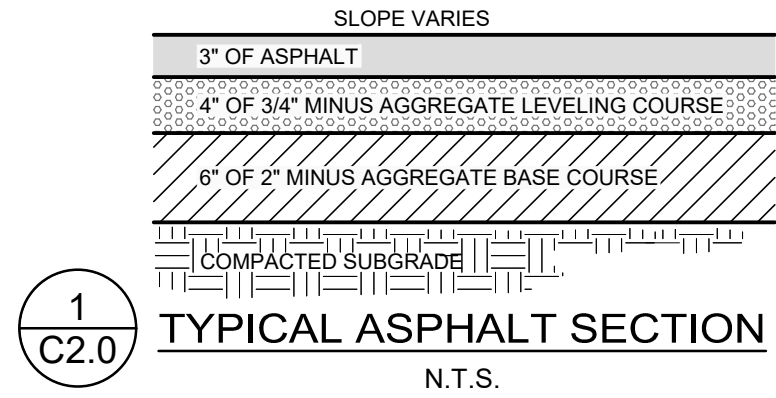 SLOPE VARIES
3" OF ASPHALT
4" OF 3/4" MINUS AGGREGATE LEVELING COURSE
6" OF 2" MINUS AGGREGATE BASE COURSE
COMPACTED SUBGRADE
1
C2.0
TYPICAL ASPHALT SECTION
N.T.S.